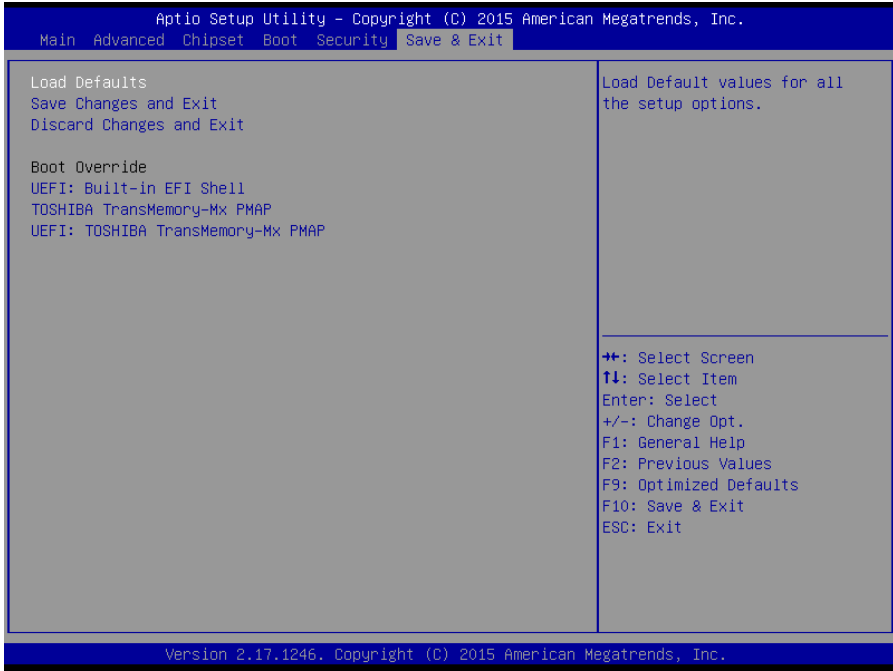 Aptio Setup Utility – Copyright (C) 2015 American Megatrends, Inc.
Main Advanced Chipset Boot Security Save & Exit
Load Defaults
Save Changes and Exit
Discard Changes and Exit
Boot Override
UEFI: Built-in EFI Shell
TOSHIBA TransMemory-Mx PMAP
UEFI: TOSHIBA TransMemory-Mx PMAP
Load Default values for all
the setup options.
→←: Select Screen
↑↓: Select Item
Enter: Select
+/-: Change Opt.
F1: General Help
F2: Previous Values
F9: Optimized Defaults
F10: Save & Exit
ESC: Exit
Version 2.17.1246. Copyright (C) 2015 American Megatrends, Inc.